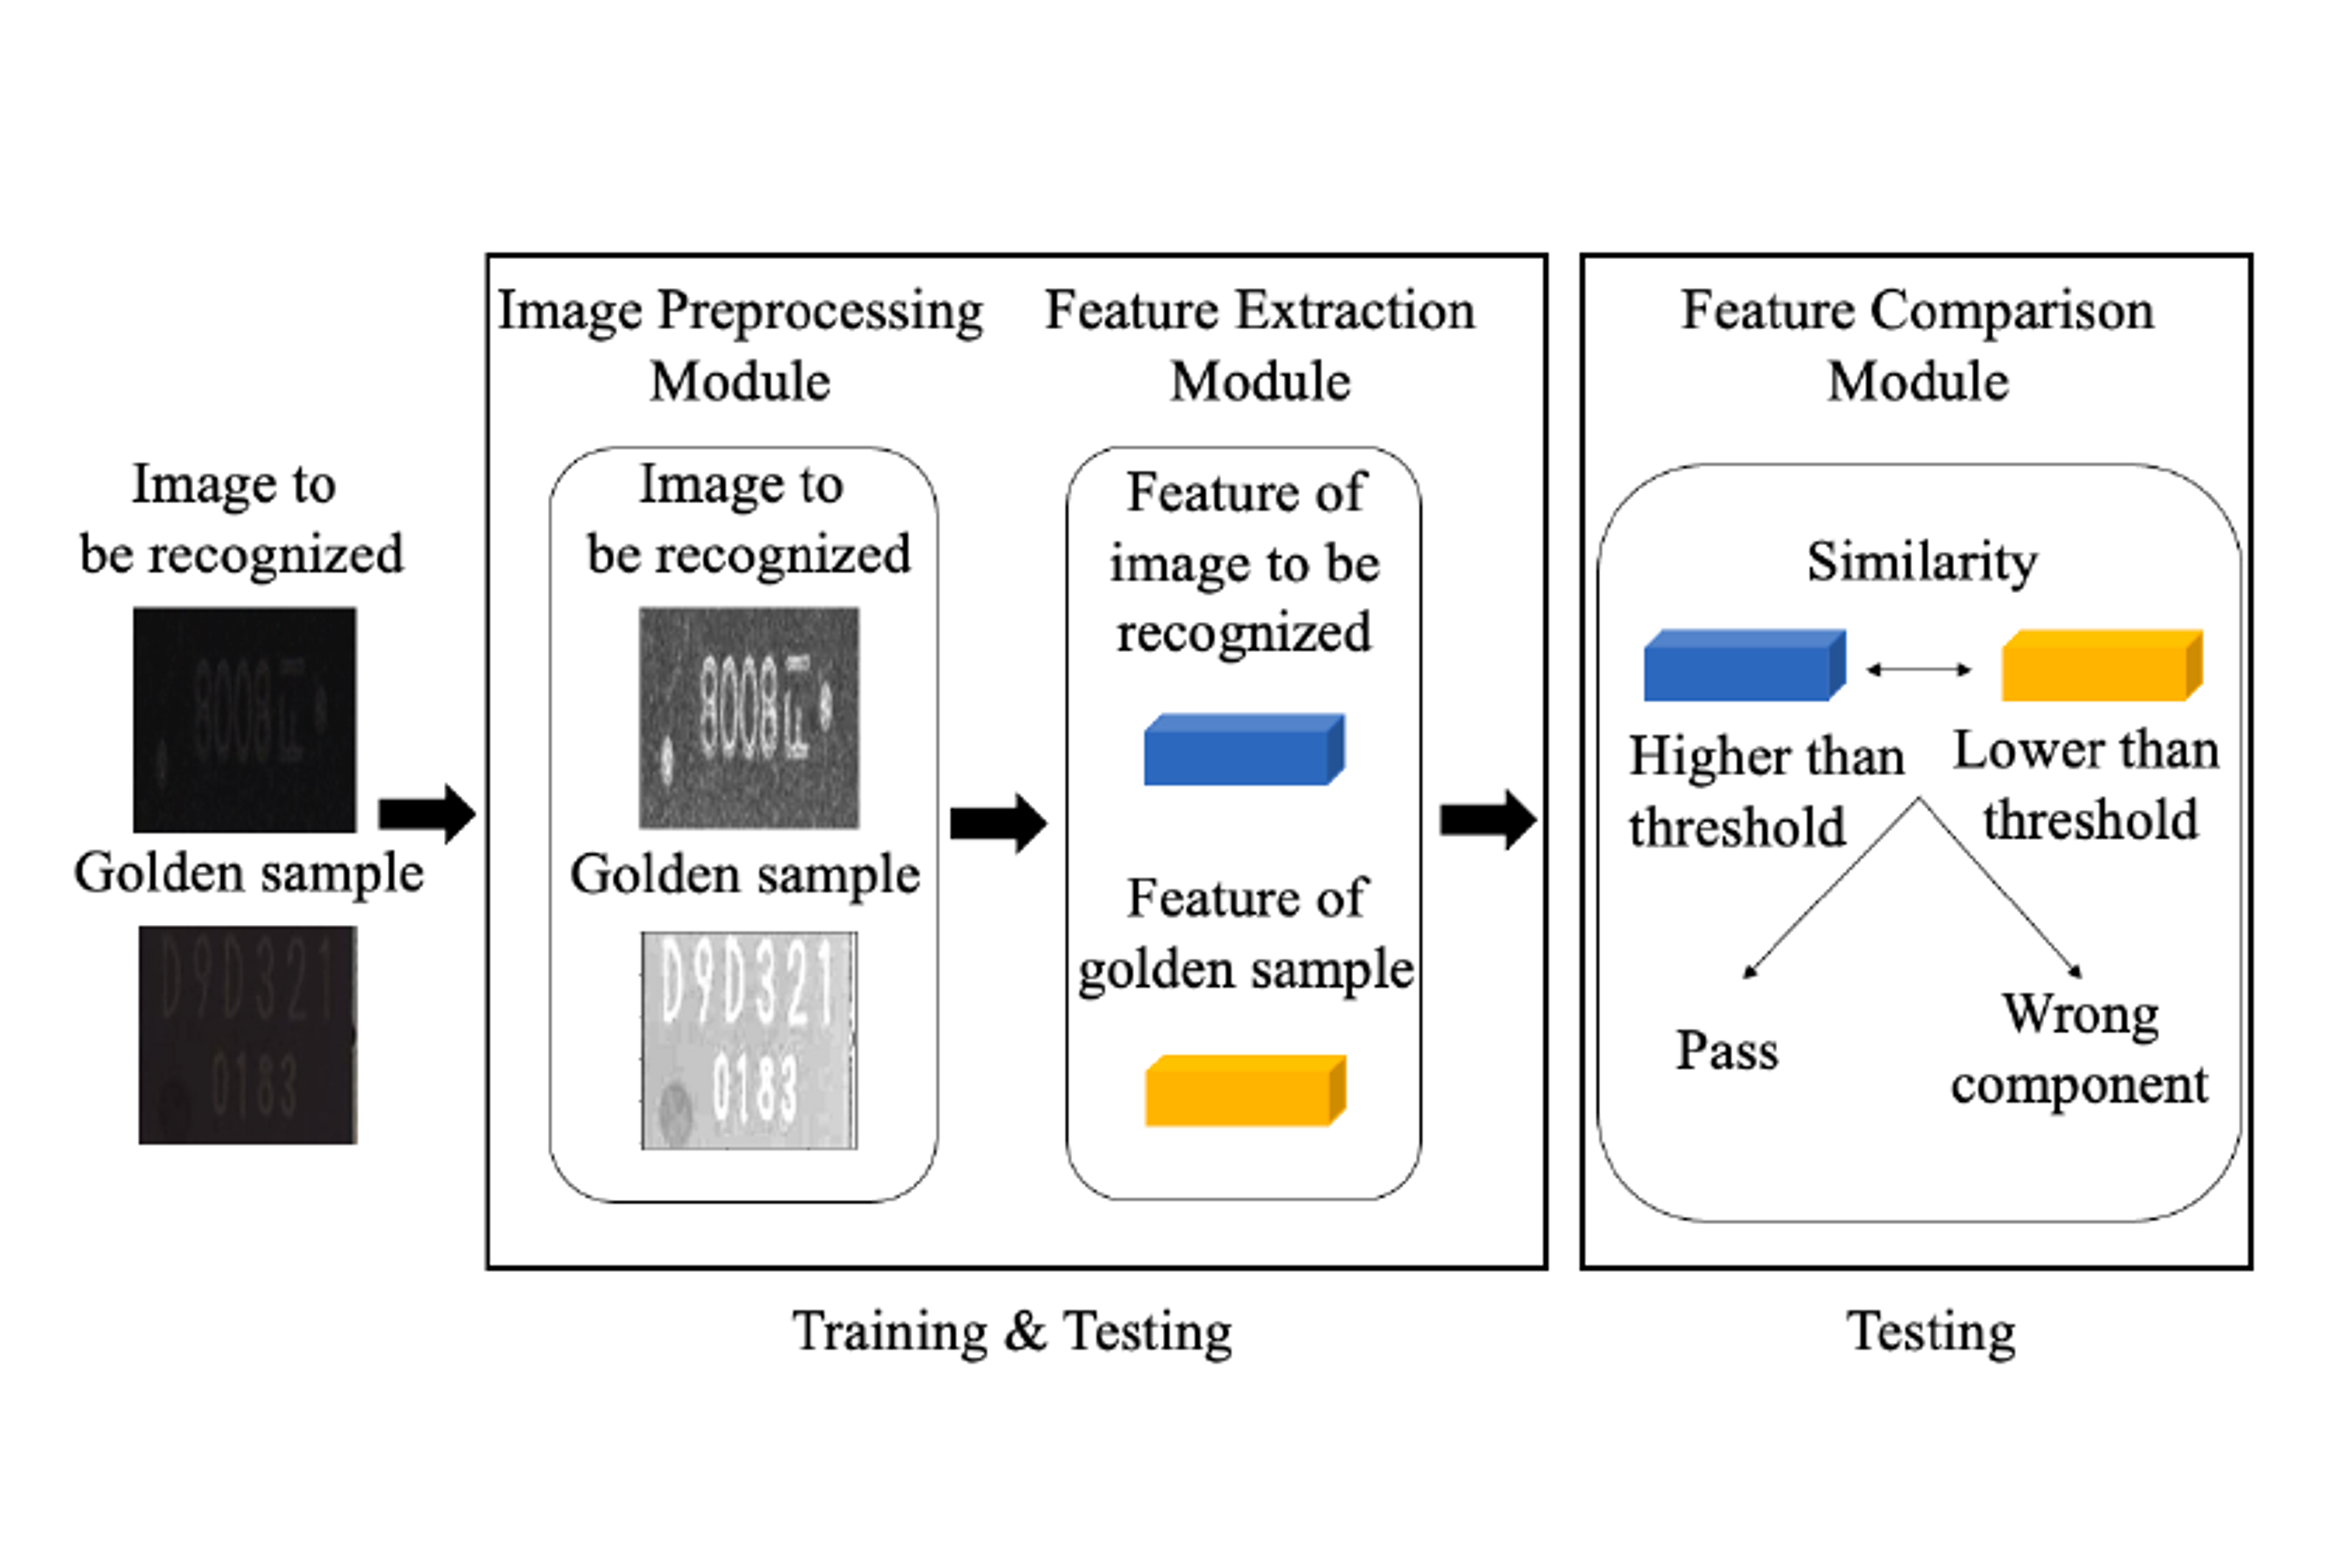 Image to
be recognized
8008
Golden sample
D9D321
0183
Image Preprocessing
Module
Image to
be recognized
8008
Golden sample
D9D321
0183
Feature Extraction
Module
Feature of
image to be
recognized
Feature of
golden sample
Training & Testing
Feature Comparison
Module
Similarity
Higher than
threshold
Lower than
threshold
Pass
Wrong
component
Testing